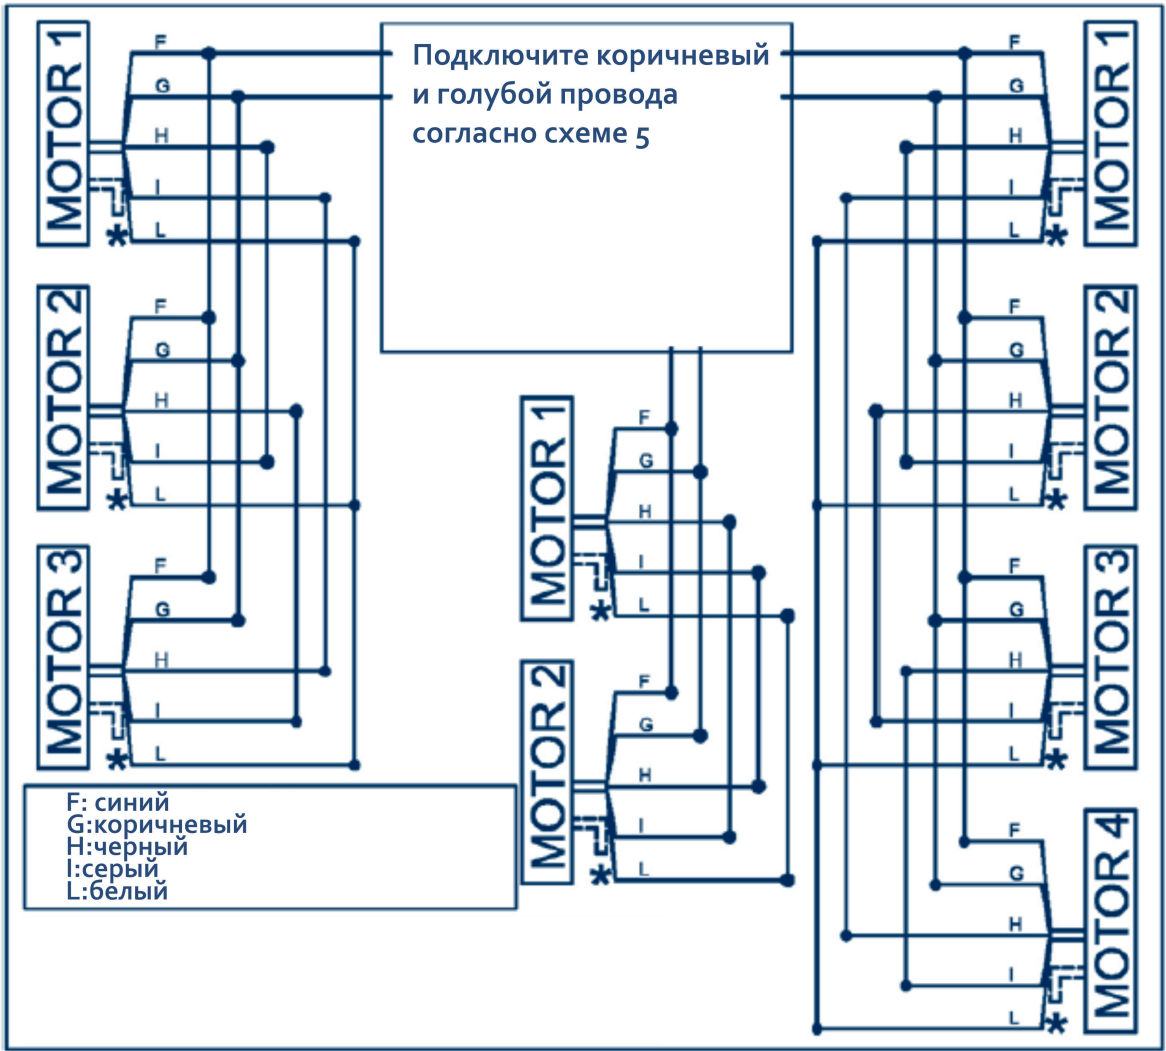 MOTOR 1
F
G
H
I
L
*
MOTOR 2
F
G
H
I
L
*
MOTOR 3
F
G
H
I
L
*
Подключите коричневый
и голубой провода
согласно схеме 5
MOTOR 1
F
G
H
I
L
*
MOTOR 2
F
G
H
I
L
*
MOTOR 1
F
G
H
I
L
*
MOTOR 2
F
G
H
I
L
*
MOTOR 3
F
G
H
I
L
*
MOTOR 4
F
G
H
I
L
*
F: синий
G:коричневый
H:черный
I:серый
L:белый